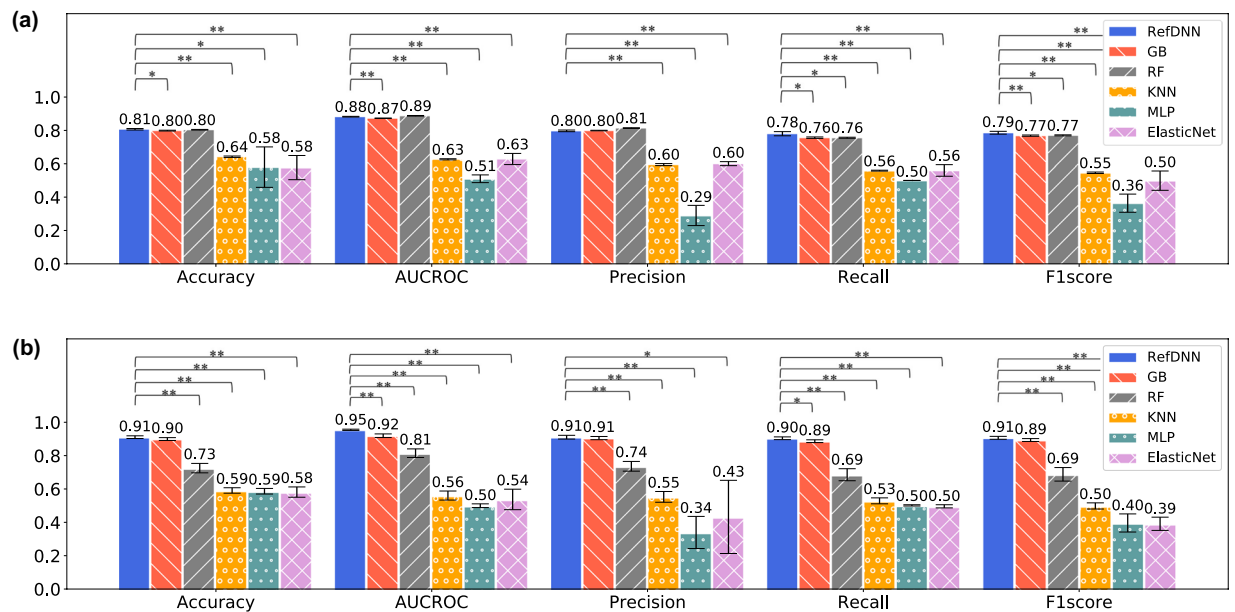 (a)
** ** ** ** **
* ** ** ** **
** ** ** ** **
* ** * *
* **
RefDNN
GB
RF
KNN
MLP
ElasticNet
1.0
0.8
0.6
0.4
0.2
0.0
0.81 0.80 0.80 0.64 0.58 0.58
0.88 0.87 0.89 0.63 0.51 0.63
0.80 0.80 0.81 0.60 0.29 0.60
0.78 0.76 0.76 0.56 0.50 0.56
0.79 0.77 0.77 0.55 0.36 0.50
Accuracy AUCROC Precision Recall F1score
(b)
** ** * ** **
** ** ** ** **
** ** ** ** **
** ** ** ** **
** *
RefDNN
GB
RF
KNN
MLP
ElasticNet
1.0
0.8
0.6
0.4
0.2
0.0
0.91 0.90 0.73 0.59 0.59 0.58
0.95 0.92 0.81 0.56 0.50 0.54
0.91 0.91 0.74 0.55 0.34 0.43
0.90 0.89 0.69 0.53 0.50 0.50
0.91 0.89 0.69 0.50 0.40 0.39
Accuracy AUCROC Precision Recall F1score